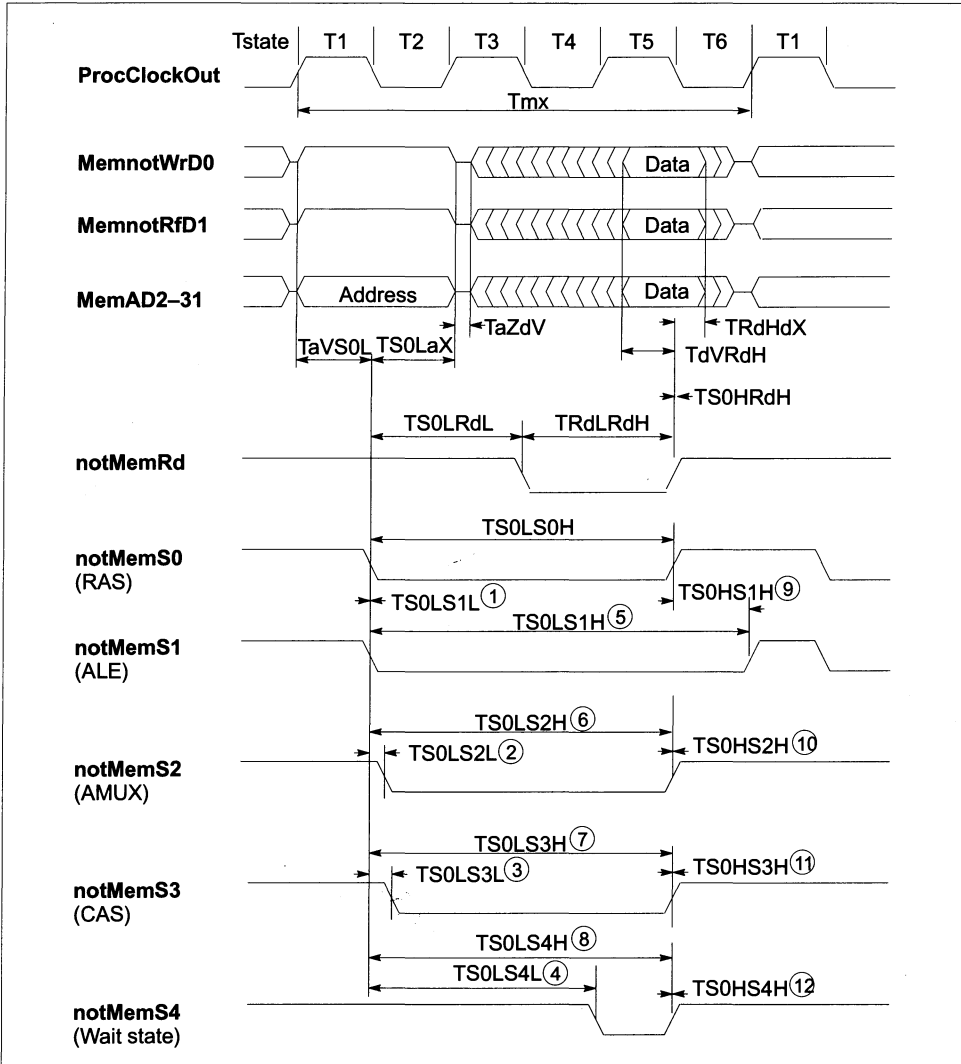 Tstate T1 T2 T3 T4 T5 T6 T1
ProcClockOut
Tmx
MemnotWrD0 Data
MemnotRfD1 Data
MemAD2–31 Address Data
TaZdV TRdHdX
TaVS0L TS0LaX TdVRdH
TS0HRdH
TS0LRdL TRdLRdH
notMemRd
TS0LS0H
notMemS0
(RAS)
TS0LS1L ① TS0HS1H ⑨
TS0LS1H ⑤
notMemS1
(ALE)
TS0LS2H ⑥
TS0LS2L ② TS0HS2H ⑩
notMemS2
(AMUX)
TS0LS3H ⑦
TS0LS3L ③ TS0HS3H ⑪
notMemS3
(CAS)
TS0LS4H ⑧
TS0LS4L ④ TS0HS4H ⑫
notMemS4
(Wait state)